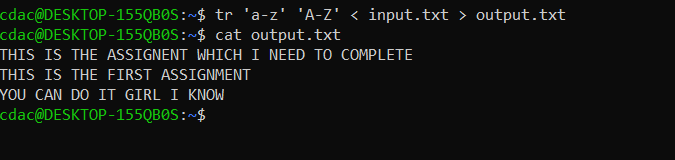 cdac@DESKTOP-155QB0S:~$ tr 'a-z' 'A-Z' < input.txt > output.txt
cdac@DESKTOP-155QB0S:~$ cat output.txt
THIS IS THE ASSIGNENT WHICH I NEED TO COMPLETE
THIS IS THE FIRST ASSIGNMENT
YOU CAN DO IT GIRL I KNOW
cdac@DESKTOP-155QB0S:~$